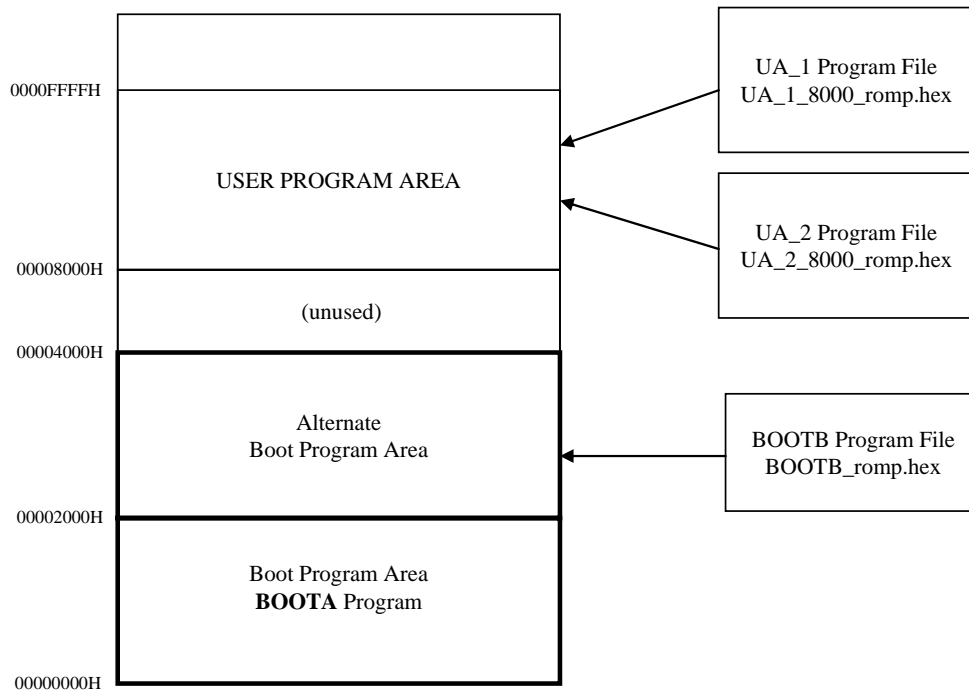 0000FFFFH
USER PROGRAM AREA
00008000H
(unused)
00004000H
Alternate
Boot Program Area
00002000H
Boot Program Area
BOOTA Program
00000000H
UA_1 Program File
UA_1_8000_romp.hex
UA_2 Program File
UA_2_8000_romp.hex
BOOTB Program File
BOOTB_romp.hex